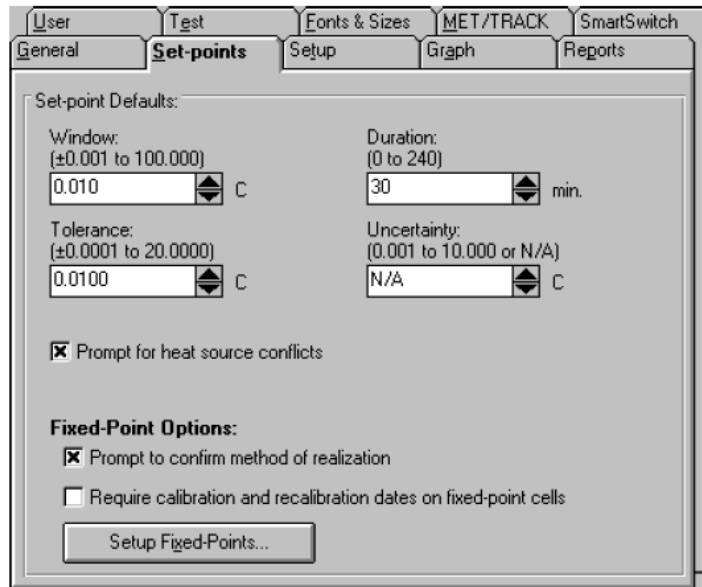 User Test Fonts & Sizes MET/TRACK SmartSwitch
General Set-points Setup Graph Reports
Set-point Defaults:
Window: Duration:
(±0.001 to 100.000) (0 to 240)
0.010 C 30 min.
Tolerance: Uncertainty:
(±0.0001 to 20.0000) (0.001 to 10.000 or N/A)
0.0100 C N/A C
Prompt for heat source conflicts
Fixed-Point Options:
Prompt to confirm method of realization
Require calibration and recalibration dates on fixed-point cells
Setup Fixed-Points...